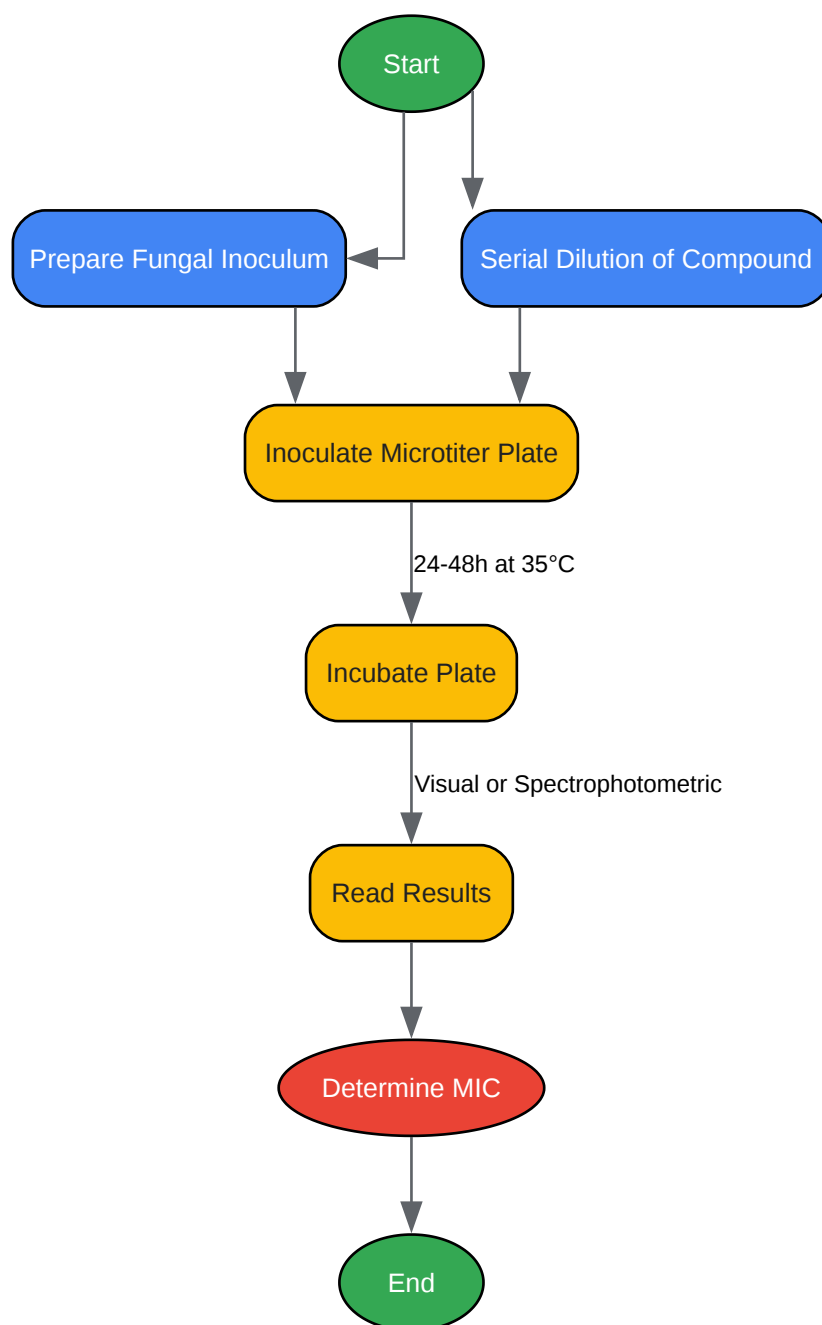 Start
Prepare Fungal Inoculum
Serial Dilution of Compound
Inoculate Microtiter Plate
24-48h at 35°C
Incubate Plate
Visual or Spectrophotometric
Read Results
Determine MIC
End